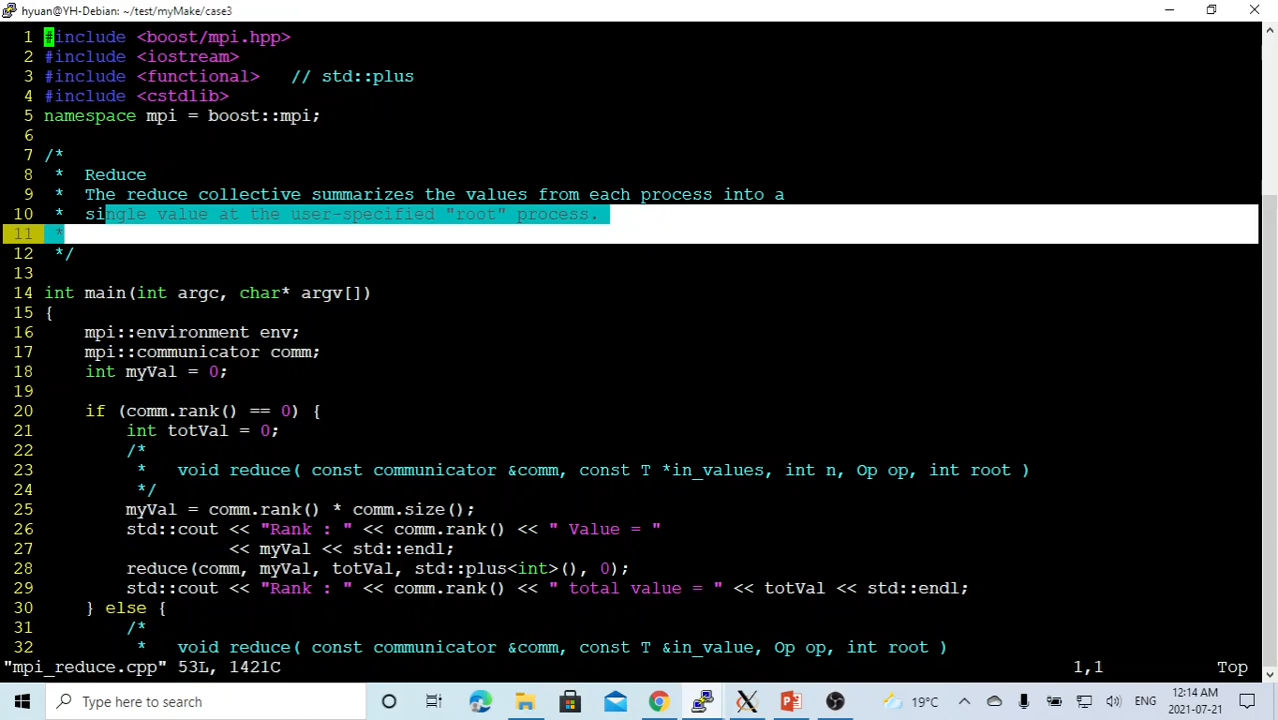 hyuan@YH-Debian: ~/test/myMake/case3
1 #include <boost/mpi.hpp>
2 #include <iostream>
3 #include <functional>   // std::plus
4 #include <cstdlib>
5 namespace mpi = boost::mpi;
6
7 /*
8  *  Reduce
9  *  The reduce collective summarizes the values from each process into a
10  *  single value at the user-specified "root" process.
11  *
12  */
13
14 int main(int argc, char* argv[])
15 {
16     mpi::environment env;
17     mpi::communicator comm;
18     int myVal = 0;
19
20     if (comm.rank() == 0) {
21         int totVal = 0;
22         /*
23          *   void reduce( const communicator &comm, const T *in_values, int n, Op op, int root )
24          */
25         myVal = comm.rank() * comm.size();
26         std::cout << "Rank : " << comm.rank() << " Value = "
27                   << myVal << std::endl;
28         reduce(comm, myVal, totVal, std::plus<int>(), 0);
29         std::cout << "Rank : " << comm.rank() << " total value = " << totVal << std::endl;
30     } else {
31         /*
32          *   void reduce( const communicator &comm, const T &in_value, Op op, int root )
"mpi_reduce.cpp" 53L, 1421C 1,1 Top
Type here to search
19°C
ENG
12:14 AM
2021-07-21